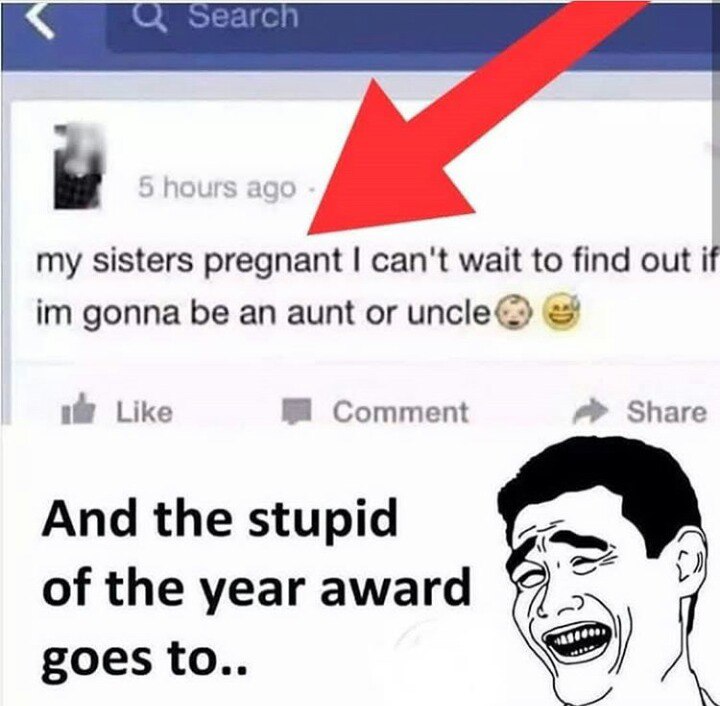 Search
5 hours ago ·
my sisters pregnant I can't wait to find out if
im gonna be an aunt or uncle👶😅
Like
Comment
Share
And the stupid
of the year award
goes to..